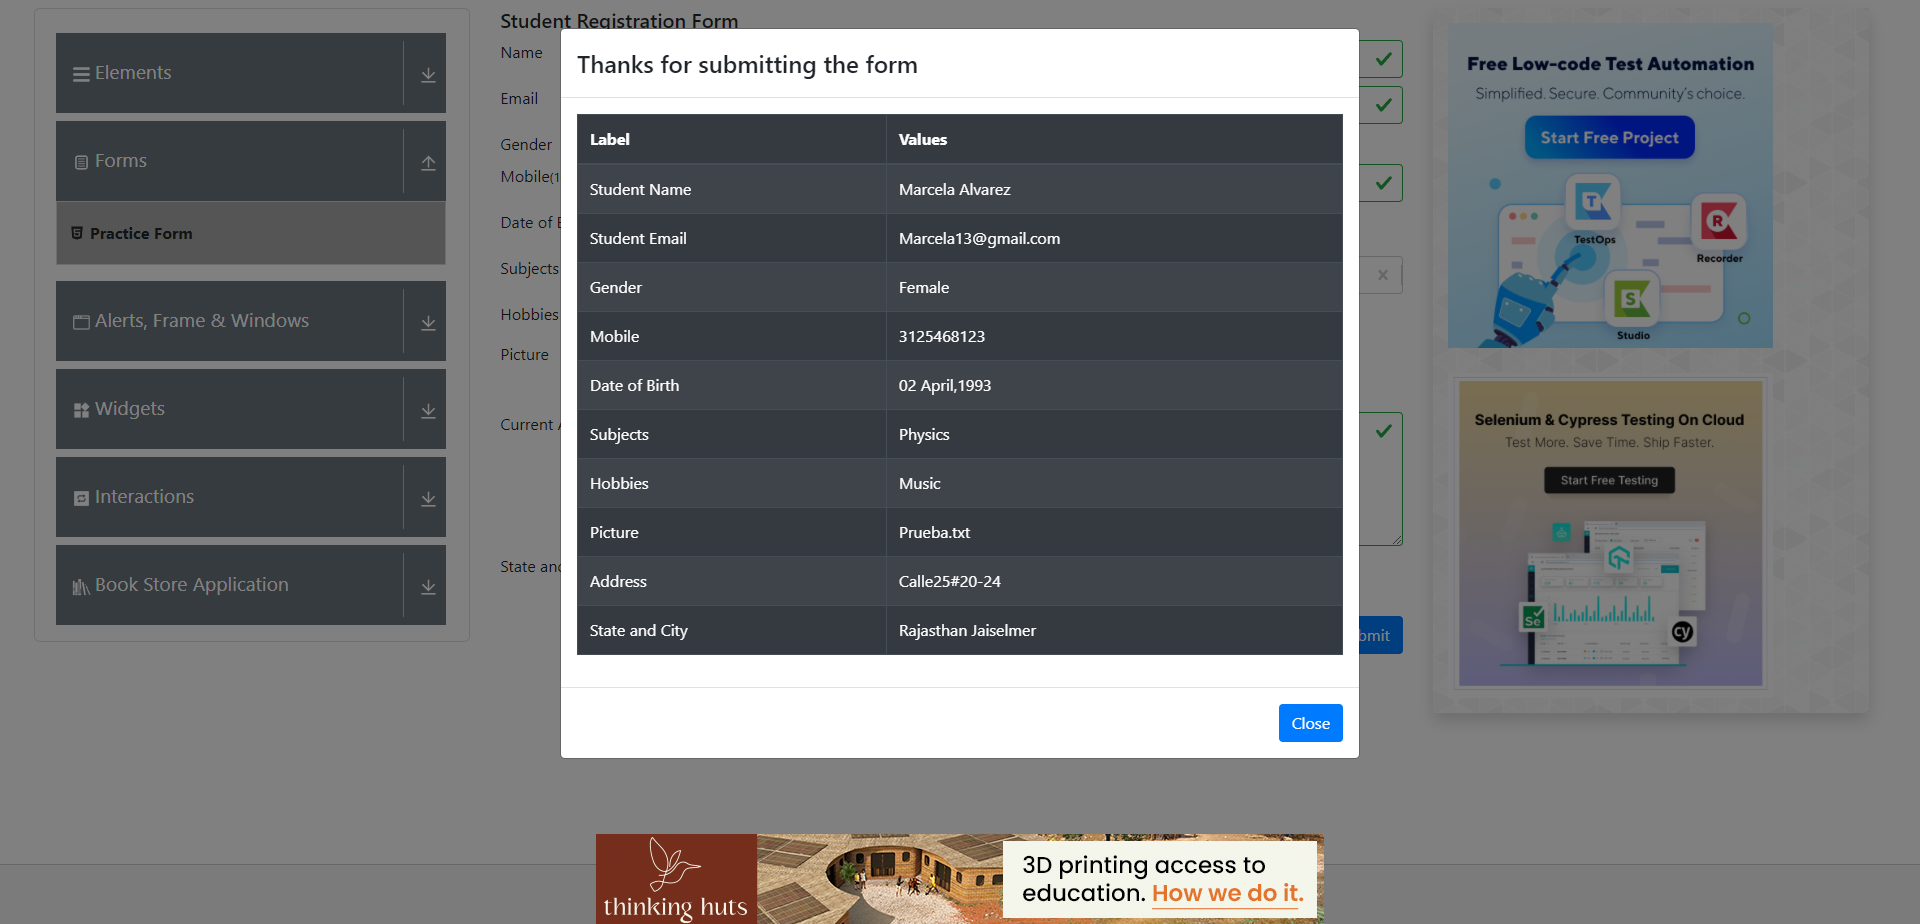 Elements
Forms
Practice Form
Alerts, Frame & Windows
Widgets
Interactions
Book Store Application
Student Registration Form
Name
Email
Gender
Mobile(1
Date of B
Subjects
Hobbies
Picture
Current A
State and
bmit
Thanks for submitting the form
Label Values
Student Name Marcela Alvarez
Student Email Marcela13@gmail.com
Gender Female
Mobile 3125468123
Date of Birth 02 April,1993
Subjects Physics
Hobbies Music
Picture Prueba.txt
Address Calle25#20-24
State and City Rajasthan Jaiselmer
Close
Free Low-code Test Automation
Simplified. Secure. Community's choice.
Start Free Project
T
TestOps
R
Recorder
S
Studio
Selenium & Cypress Testing On Cloud
Test More. Save Time. Ship Faster.
Start Free Testing
Se
cy
thinking huts
3D printing access to
education. How we do it.